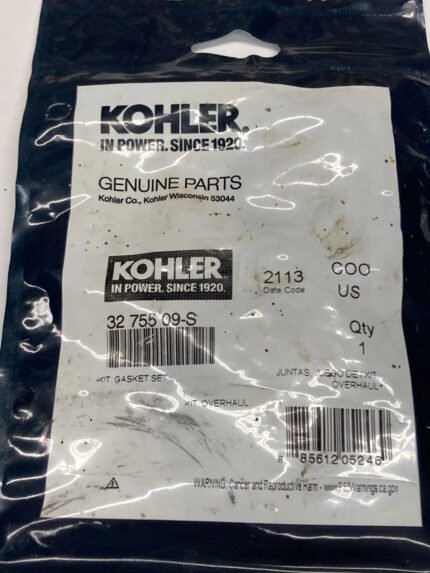 KOHLER®
IN POWER. SINCE 1920.
GENUINE PARTS
Kohler Co., Kohler Wisconsin 53044
KOHLER
IN POWER. SINCE 1920.
2113
Date Code
COO
US
32 755 09-S
Qty
1
KIT, GASKET SET
JUNTAS, JUEGO DE
OVERHAUL
KIT, OVERHAUL
8 85612 05246
WARNING: Cancer and Reproductive Harm - www.P65Warnings.ca.gov